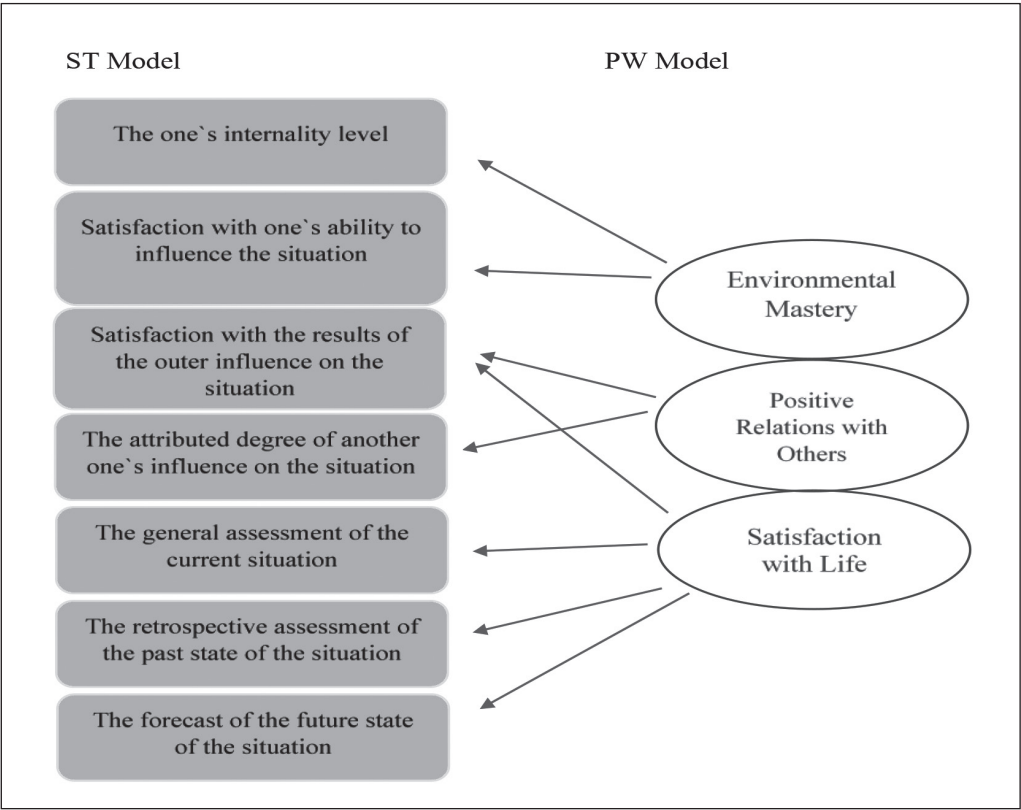 ST Model
PW Model
The one`s internality level
Satisfaction with one`s ability to
influence the situation
Satisfaction with the results of
the outer influence on the
situation
The attributed degree of another
one`s influence on the situation
The general assessment of the
current situation
The retrospective assessment of
the past state of the situation
The forecast of the future state
of the situation
Environmental
Mastery
Positive
Relations with
Others
Satisfaction
with Life